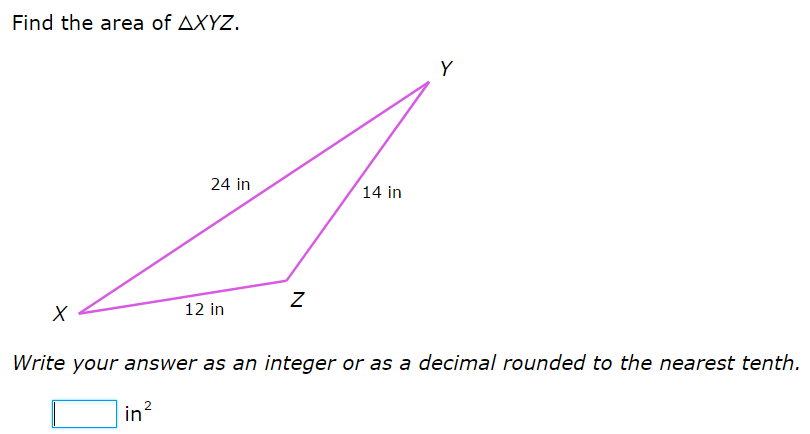 Find the area of △XYZ.
Y
24 in
14 in
Z
12 in
X
Write your answer as an integer or as a decimal rounded to the nearest tenth.
in²